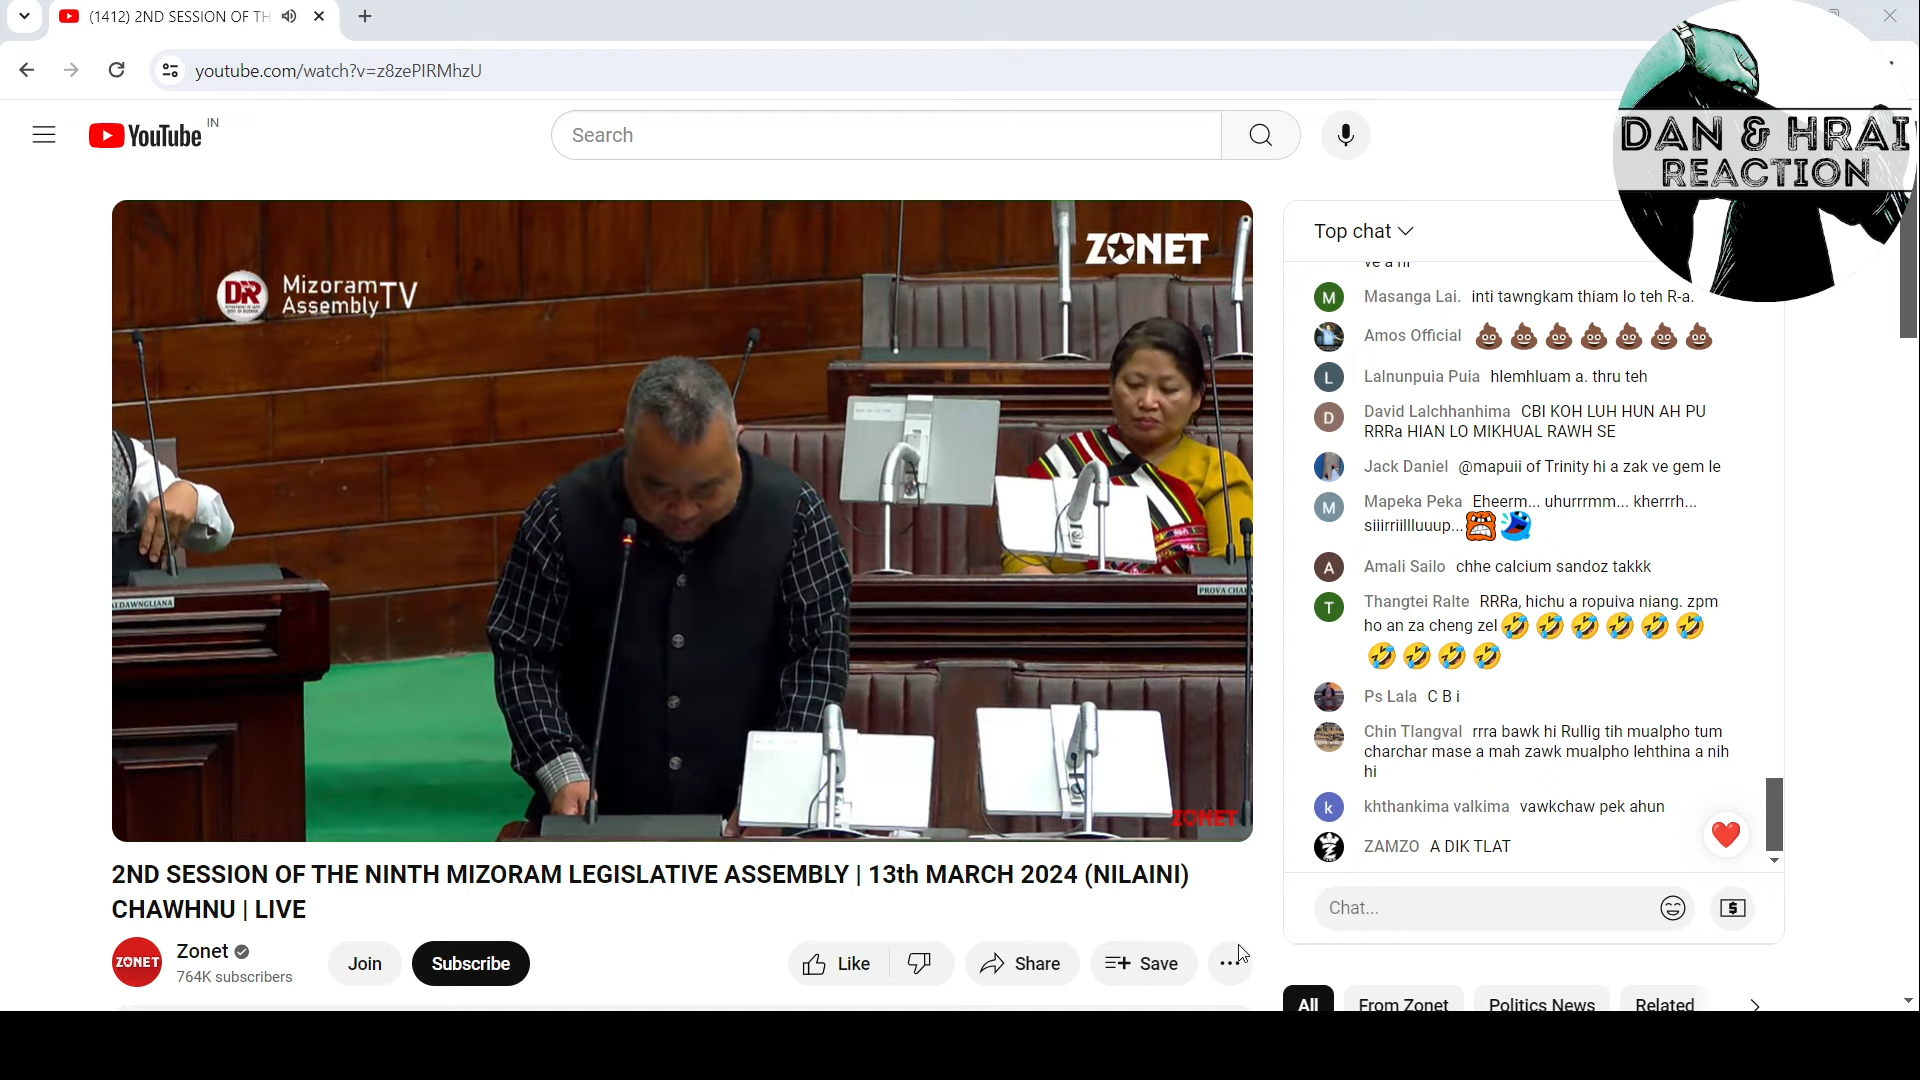 (1412) 2ND SESSION OF TH
youtube.com/watch?v=z8zePIRMhzU
YouTube IN
Search
DAN & HRAI
REACTION
Mizoram
Assembly TV
ZONET
PROVA CHA
ZONET
Top chat
ve a hi
Masanga Lai. inti tawngkam thiam lo teh R-a.
Amos Official 💩💩💩💩💩💩💩
Lalnunpuia Puia hlemhluam a. thru teh
David Lalchhanhima CBI KOH LUH HUN AH PU
RRRa HIAN LO MIKHUAL RAWH SE
Jack Daniel @mapuii of Trinity hi a zak ve gem le
Mapeka Peka Eheerm... uhurrrmm... kherrrh...
siiirriillluuup...
Amali Sailo chhe calcium sandoz takkk
Thangtei Ralte RRRa, hichu a ropuiva niang. zpm
ho an za cheng zel🤣🤣🤣🤣🤣🤣
🤣🤣🤣🤣
Ps Lala C B i
Chin Tlangval rrra bawk hi Rullig tih mualpho tum
charchar mase a mah zawk mualpho lehthina a nih
hi
khthankima valkima vawkchaw pek ahun
ZAMZO A DIK TLAT
Chat...
2ND SESSION OF THE NINTH MIZORAM LEGISLATIVE ASSEMBLY | 13th MARCH 2024 (NILAINI)
CHAWHNU | LIVE
ZONET
Zonet
764K subscribers
Join
Subscribe
Like
Share
Save
All
From Zonet
Politics News
Related